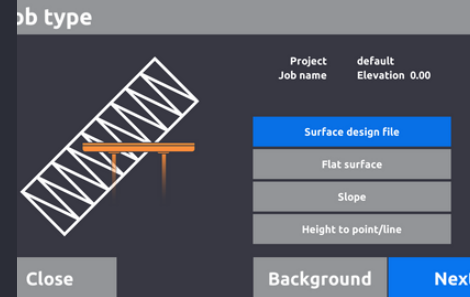 ob type
Project default
Job name Elevation 0.00
Surface design file
Flat surface
Slope
Height to point/line
Close Background Next